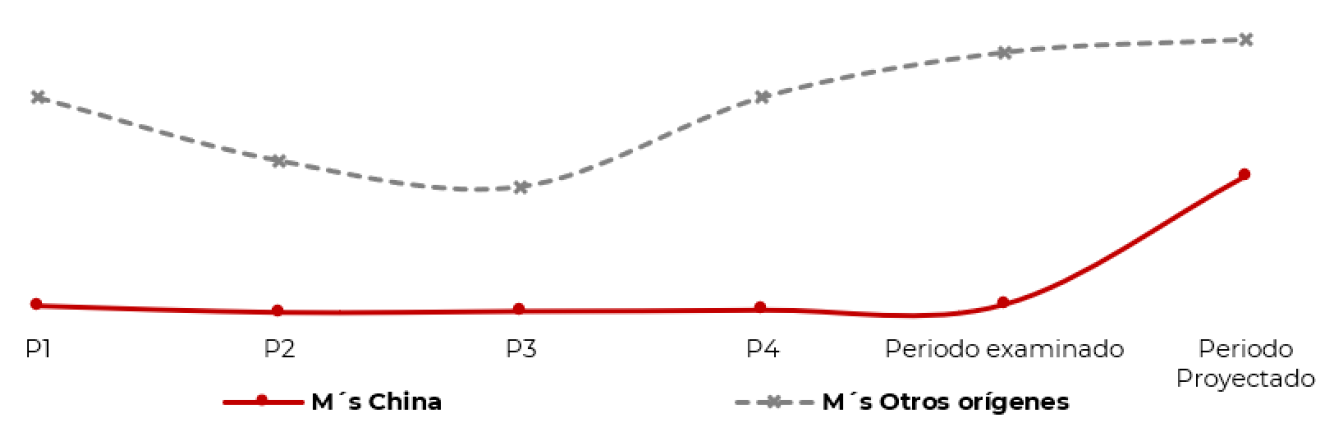 P1
P2
P3
P4
Periodo examinado
Periodo
Proyectado
M´s China
M´s Otros orígenes